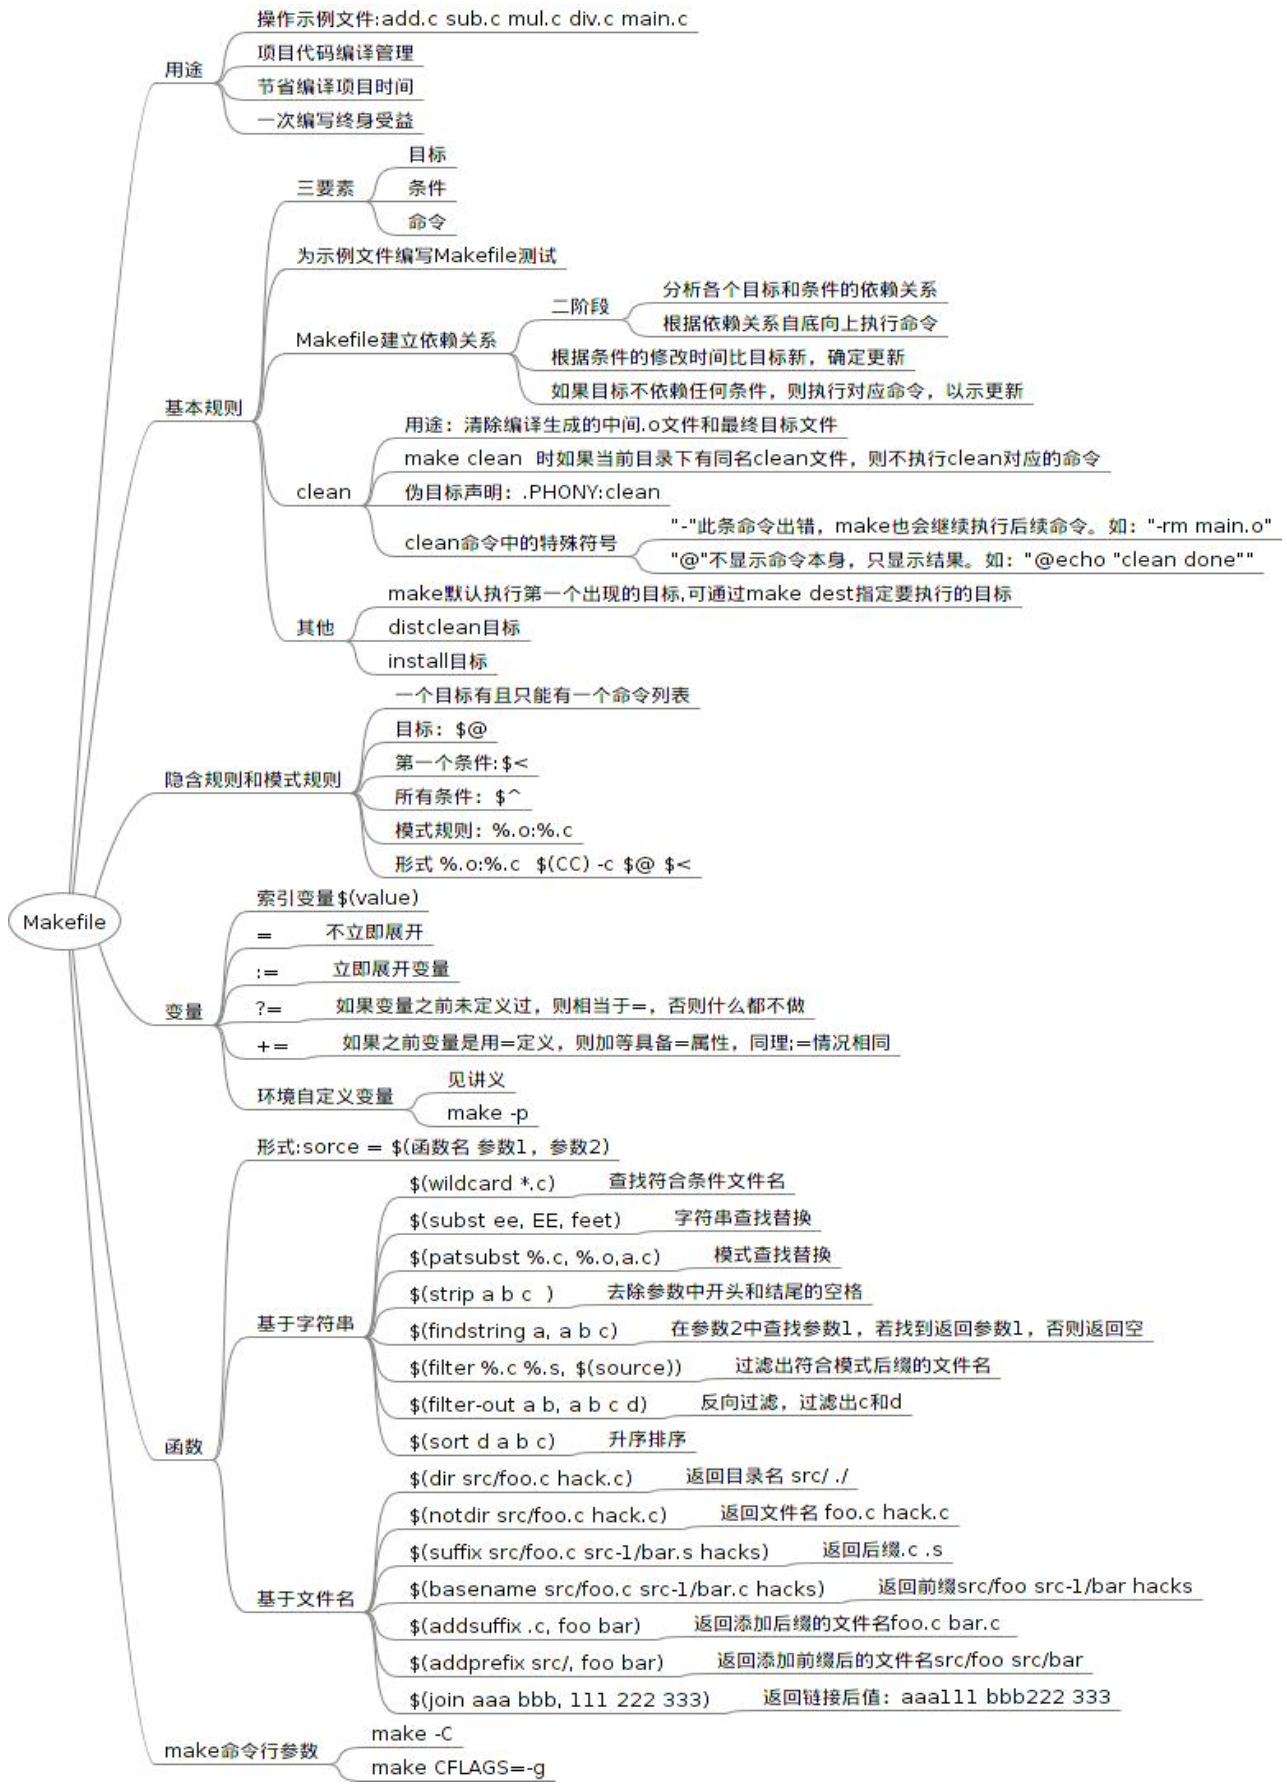 操作示例文件:add.c sub.c mul.c div.c main.c
项目代码编译管理
用途
节省编译项目时间
一次编写终身受益
目标
三要素
条件
命令
为示例文件编写Makefile测试
分析各个目标和条件的依赖关系
二阶段
根据依赖关系自底向上执行命令
Makefile建立依赖关系
根据条件的修改时间比目标新，确定更新
如果目标不依赖任何条件，则执行对应命令，以示更新
基本规则
用途：清除编译生成的中间.o文件和最终目标文件
make clean  时如果当前目录下有同名clean文件，则不执行clean对应的命令
clean
伪目标声明：.PHONY:clean
"-"此条命令出错，make也会继续执行后续命令。如："-rm main.o"
clean命令中的特殊符号
"@"不显示命令本身，只显示结果。如："@echo "clean done""
make默认执行第一个出现的目标,可通过make dest指定要执行的目标
其他
distclean目标
install目标
一个目标有且只能有一个命令列表
目标：$@
第一个条件:$<
隐含规则和模式规则
所有条件：$^
模式规则：%.o:%.c
形式 %.o:%.c  $(CC) -c $@ $<
Makefile
索引变量$(value)
= 不立即展开
:= 立即展开变量
变量
?= 如果变量之前未定义过，则相当于=，否则什么都不做
+= 如果之前变量是用=定义，则加等具备=属性，同理:=情况相同
环境自定义变量
见讲义
make -p
形式:sorce = $(函数名 参数1，参数2)
$(wildcard *.c) 查找符合条件文件名
$(subst ee, EE, feet) 字符串查找替换
$(patsubst %.c, %.o,a.c) 模式查找替换
$(strip a b c  ) 去除参数中开头和结尾的空格
基于字符串
$(findstring a, a b c) 在参数2中查找参数1，若找到返回参数1，否则返回空
$(filter %.c %.s, $(source)) 过滤出符合模式后缀的文件名
$(filter-out a b, a b c d) 反向过滤，过滤出c和d
$(sort d a b c) 升序排序
函数
$(dir src/foo.c hack.c) 返回目录名 src/ ./
$(notdir src/foo.c hack.c) 返回文件名 foo.c hack.c
$(suffix src/foo.c src-1/bar.s hacks) 返回后缀.c .s
基于文件名
$(basename src/foo.c src-1/bar.c hacks) 返回前缀src/foo src-1/bar hacks
$(addsuffix .c, foo bar) 返回添加后缀的文件名foo.c bar.c
$(addprefix src/, foo bar) 返回添加前缀后的文件名src/foo src/bar
$(join aaa bbb, 111 222 333) 返回链接后值：aaa111 bbb222 333
make命令行参数
make -C
make CFLAGS=-g